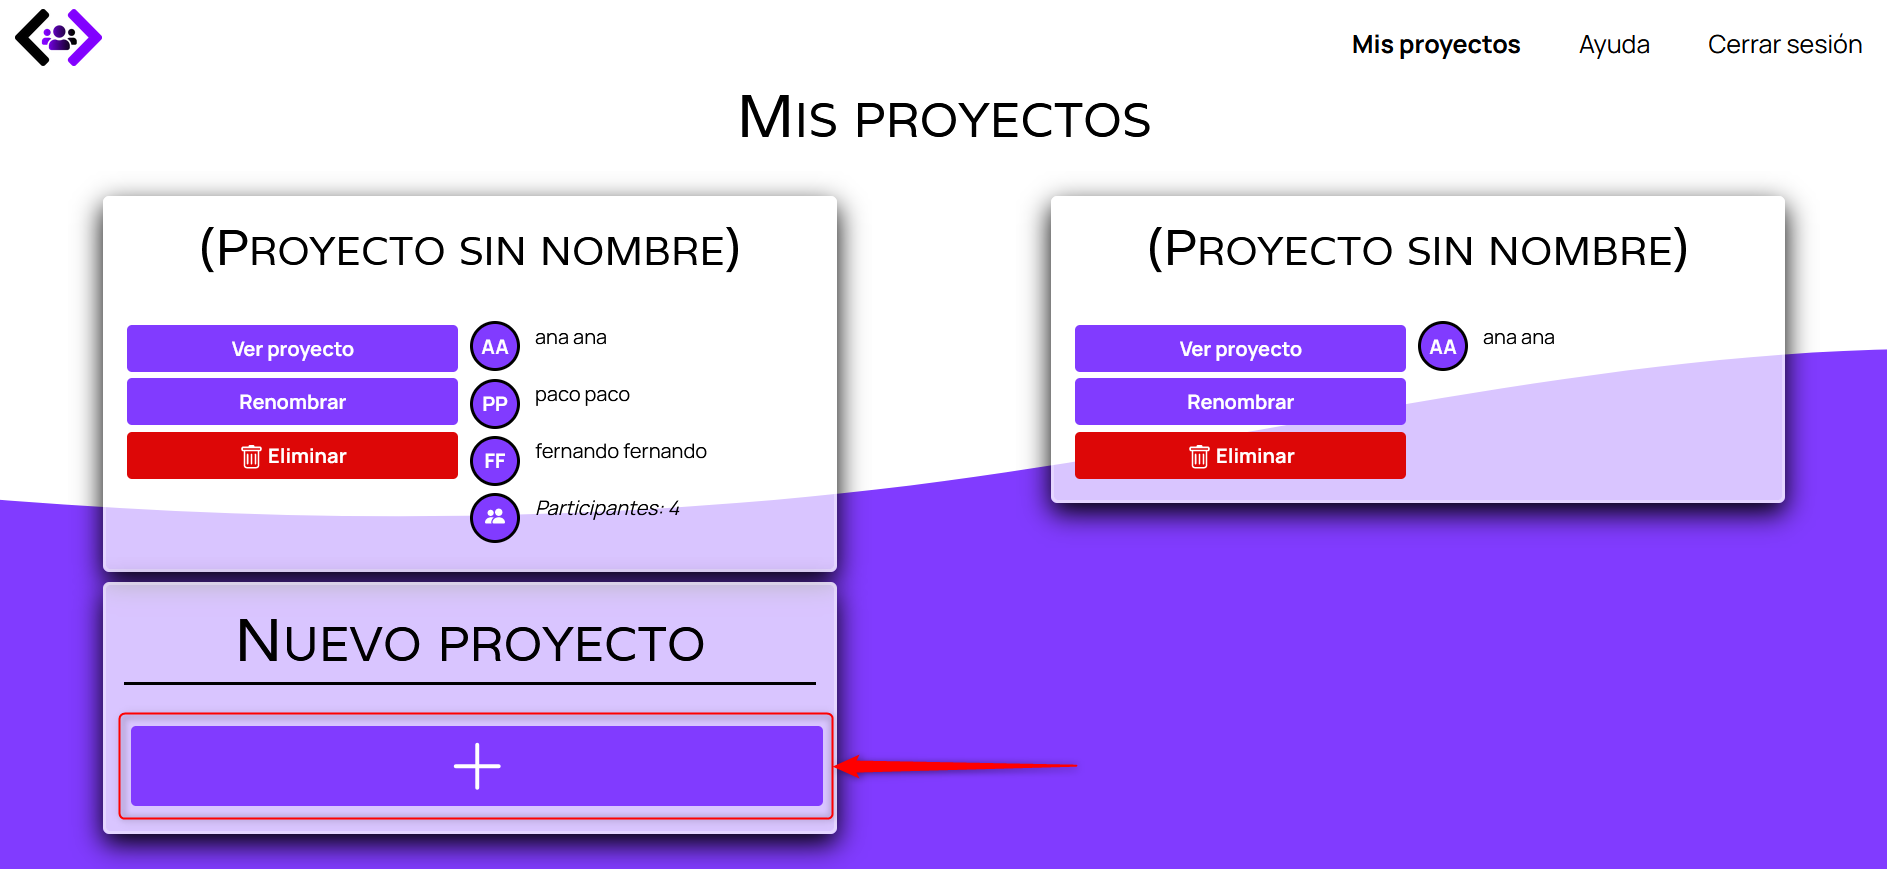 Mis proyectos
Ayuda
Cerrar sesión
Mis proyectos
(Proyecto sin nombre)
Ver proyecto
Renombrar
Eliminar
AA ana ana
PP paco paco
FF fernando fernando
Participantes: 4
(Proyecto sin nombre)
Ver proyecto
Renombrar
Eliminar
AA ana ana
Nuevo proyecto